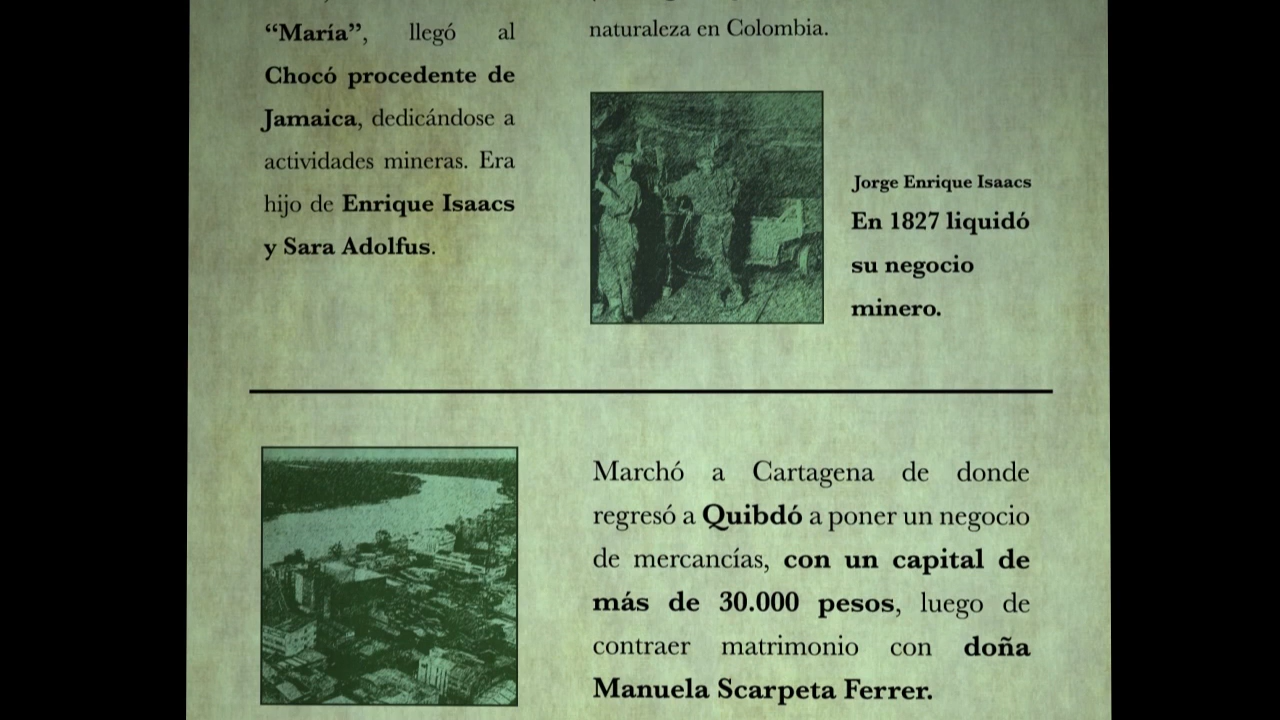 “María”, llegó al
Chocó procedente de
Jamaica, dedicándose a
actividades mineras. Era
hijo de Enrique Isaacs
y Sara Adolfus.
naturaleza en Colombia.
Jorge Enrique Isaacs
En 1827 liquidó
su negocio
minero.
Marchó a Cartagena de donde
regresó a Quibdó a poner un negocio
de mercancías, con un capital de
más de 30.000 pesos, luego de
contraer matrimonio con doña
Manuela Scarpeta Ferrer.